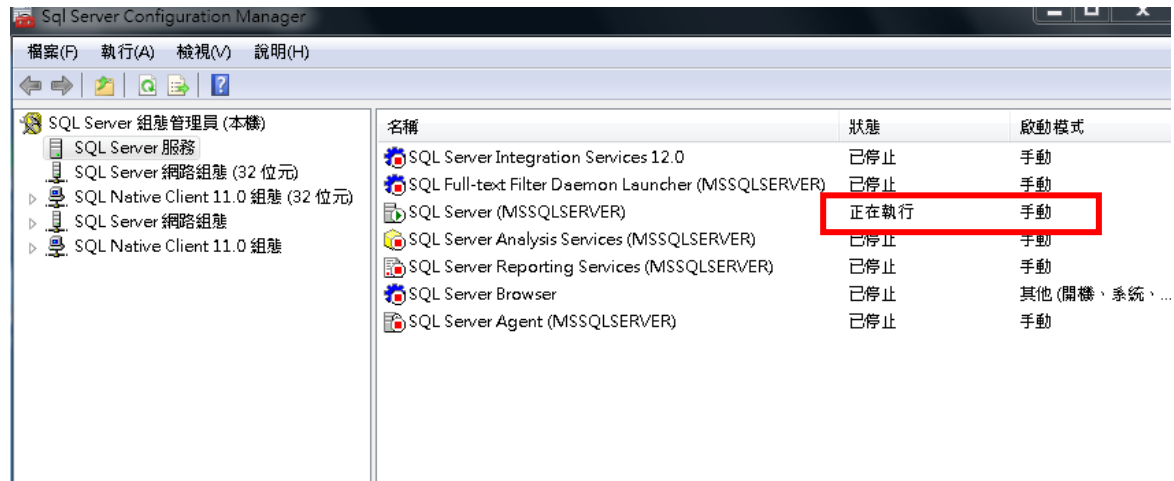 Sql Server Configuration Manager
檔案(F) 執行(A) 檢視(V) 說明(H)
SQL Server 組態管理員 (本機)
SQL Server 服務
SQL Server 網路組態 (32 位元)
SQL Native Client 11.0 組態 (32 位元)
SQL Server 網路組態
SQL Native Client 11.0 組態
名稱 狀態 啟動模式
SQL Server Integration Services 12.0 已停止 手動
SQL Full-text Filter Daemon Launcher (MSSQLSERVER) 已停止 手動
SQL Server (MSSQLSERVER) 正在執行 手動
SQL Server Analysis Services (MSSQLSERVER) 已停止 手動
SQL Server Reporting Services (MSSQLSERVER) 已停止 手動
SQL Server Browser 已停止 其他 (開機、系統、...
SQL Server Agent (MSSQLSERVER) 已停止 手動